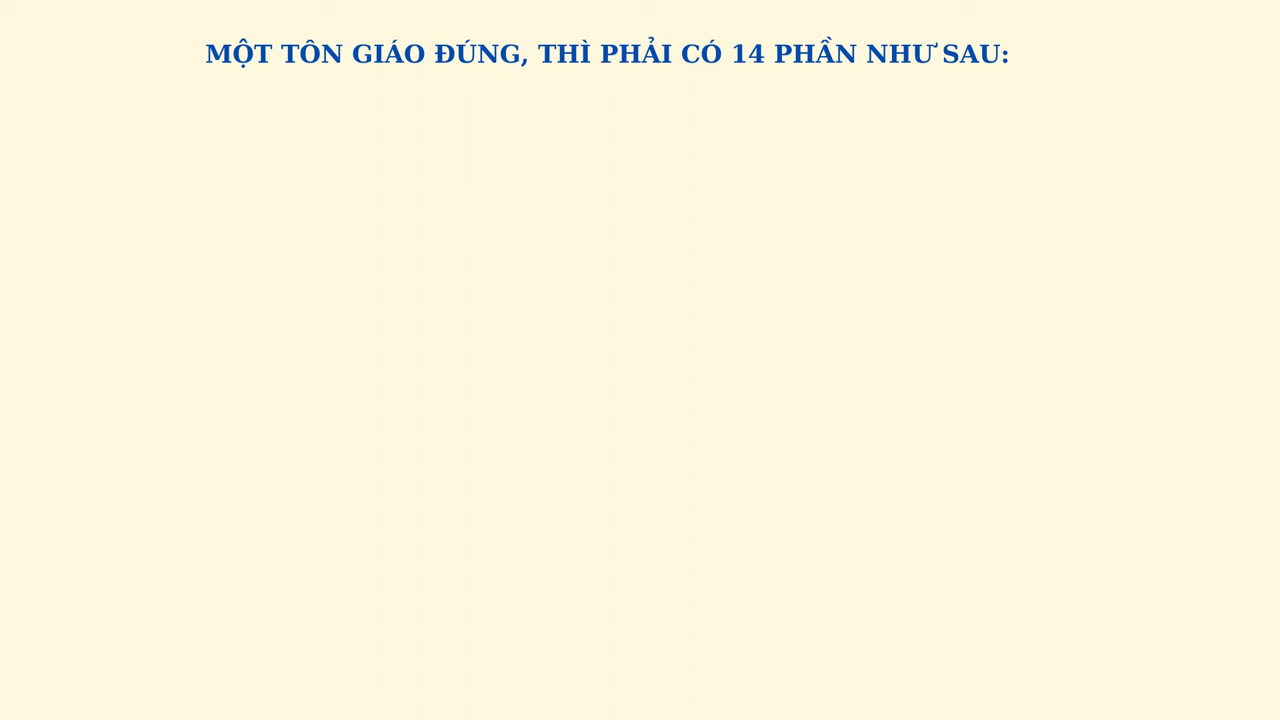 MỘT TÔN GIÁO ĐÚNG, THÌ PHẢI CÓ 14 PHẦN NHƯ SAU: